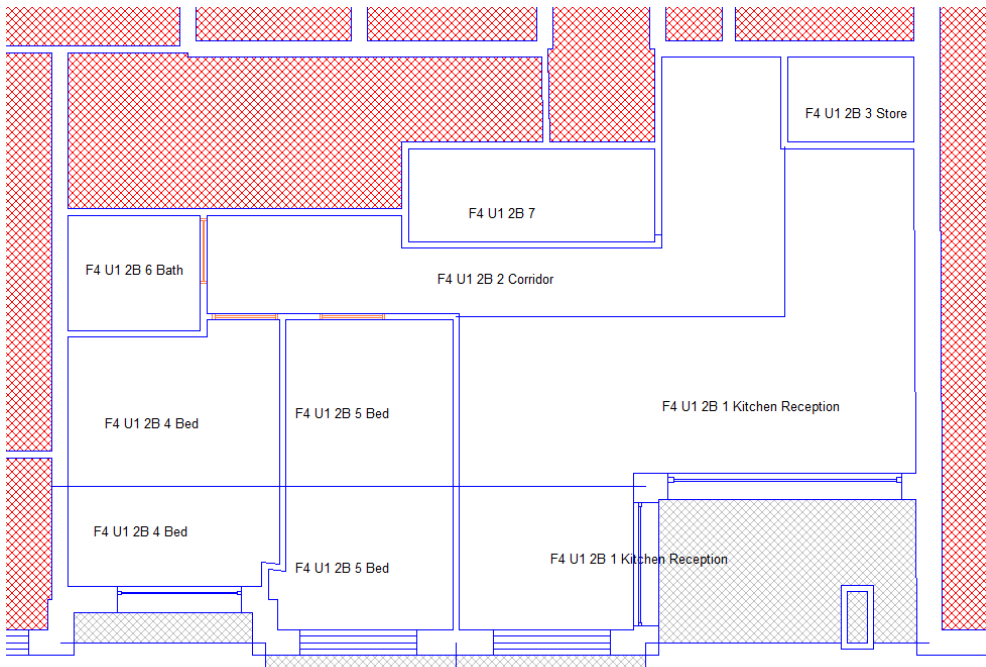 F4 U1 2B 3 Store
F4 U1 2B 7
F4 U1 2B 6 Bath
F4 U1 2B 2 Corridor
F4 U1 2B 1 Kitchen Reception
F4 U1 2B 5 Bed
F4 U1 2B 4 Bed
F4 U1 2B 4 Bed
F4 U1 2B 1 Kitchen Reception
F4 U1 2B 5 Bed